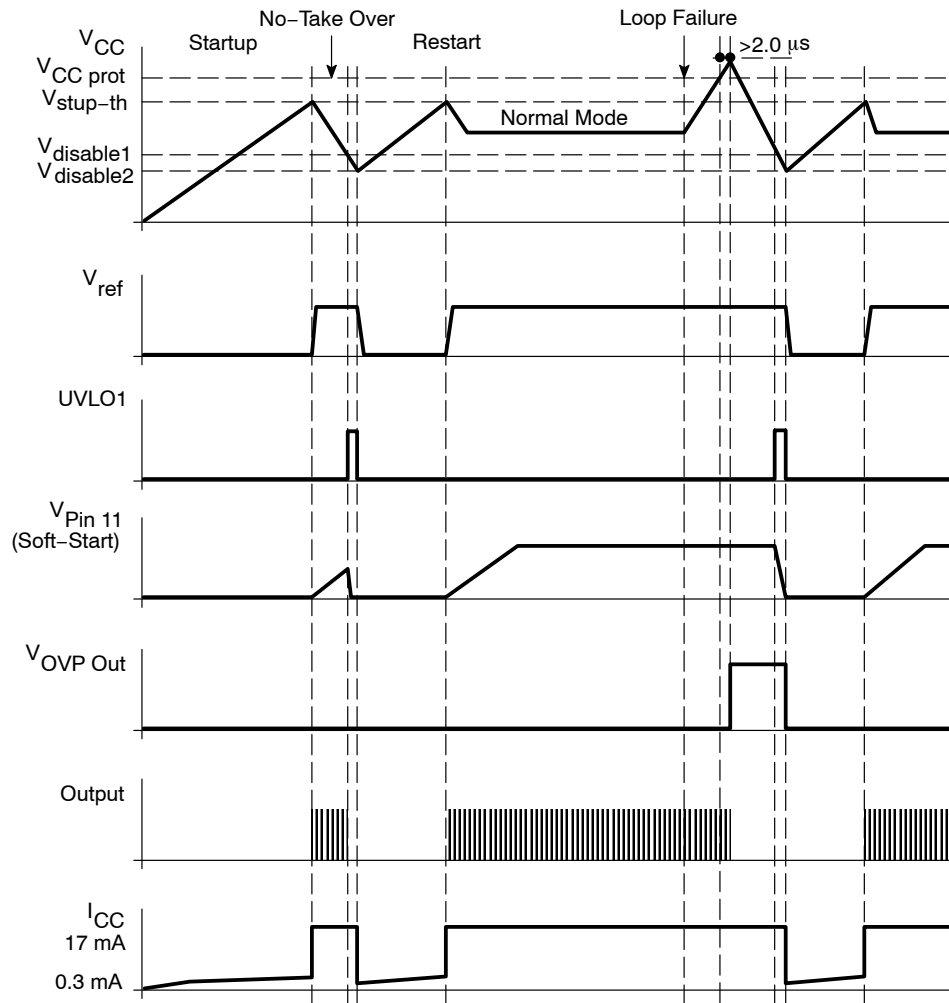 No−Take Over
Loop Failure
VCC
Startup
Restart
>2.0 μs
VCC prot
Vstup−th
Normal Mode
Vdisable1
Vdisable2
Vref
UVLO1
VPin 11
(Soft−Start)
VOVP Out
Output
ICC
17 mA
0.3 mA